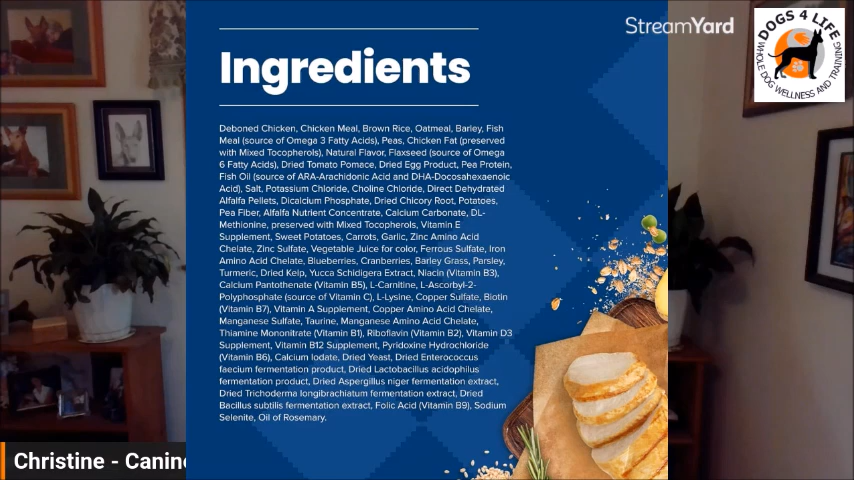 StreamYard
DOGS 4 LIFE
WHOLE DOG WELLNESS AND TRAINING
Ingredients
Deboned Chicken, Chicken Meal, Brown Rice, Oatmeal, Barley, Fish
Meal (source of Omega 3 Fatty Acids), Peas, Chicken Fat (preserved
with Mixed Tocopherols), Natural Flavor, Flaxseed (source of Omega
6 Fatty Acids), Dried Tomato Pomace, Dried Egg Product, Pea Protein,
Fish Oil (source of ARA-Arachidonic Acid and DHA-Docosahexaenoic
Acid), Salt, Potassium Chloride, Choline Chloride, Direct Dehydrated
Alfalfa Pellets, Dicalcium Phosphate, Dried Chicory Root, Potatoes,
Pea Fiber, Alfalfa Nutrient Concentrate, Calcium Carbonate, DL-
Methionine, preserved with Mixed Tocopherols, Vitamin E
Supplement, Sweet Potatoes, Carrots, Garlic, Zinc Amino Acid
Chelate, Zinc Sulfate, Vegetable Juice for color, Ferrous Sulfate, Iron
Amino Acid Chelate, Blueberries, Cranberries, Barley Grass, Parsley,
Turmeric, Dried Kelp, Yucca Schidigera Extract, Niacin (Vitamin B3),
Calcium Pantothenate (Vitamin B5), L-Carnitine, L-Ascorbyl-2-
Polyphosphate (source of Vitamin C), L-Lysine, Copper Sulfate, Biotin
(Vitamin B7), Vitamin A Supplement, Copper Amino Acid Chelate,
Manganese Sulfate, Taurine, Manganese Amino Acid Chelate,
Thiamine Mononitrate (Vitamin B1), Riboflavin (Vitamin B2), Vitamin D3
Supplement, Vitamin B12 Supplement, Pyridoxine Hydrochloride
(Vitamin B6), Calcium Iodate, Dried Yeast, Dried Enterococcus
faecium fermentation product, Dried Lactobacillus acidophilus
fermentation product, Dried Aspergillus niger fermentation extract,
Dried Trichoderma longibrachiatum fermentation extract, Dried
Bacillus subtilis fermentation extract, Folic Acid (Vitamin B9), Sodium
Selenite, Oil of Rosemary.
Christine - Canin